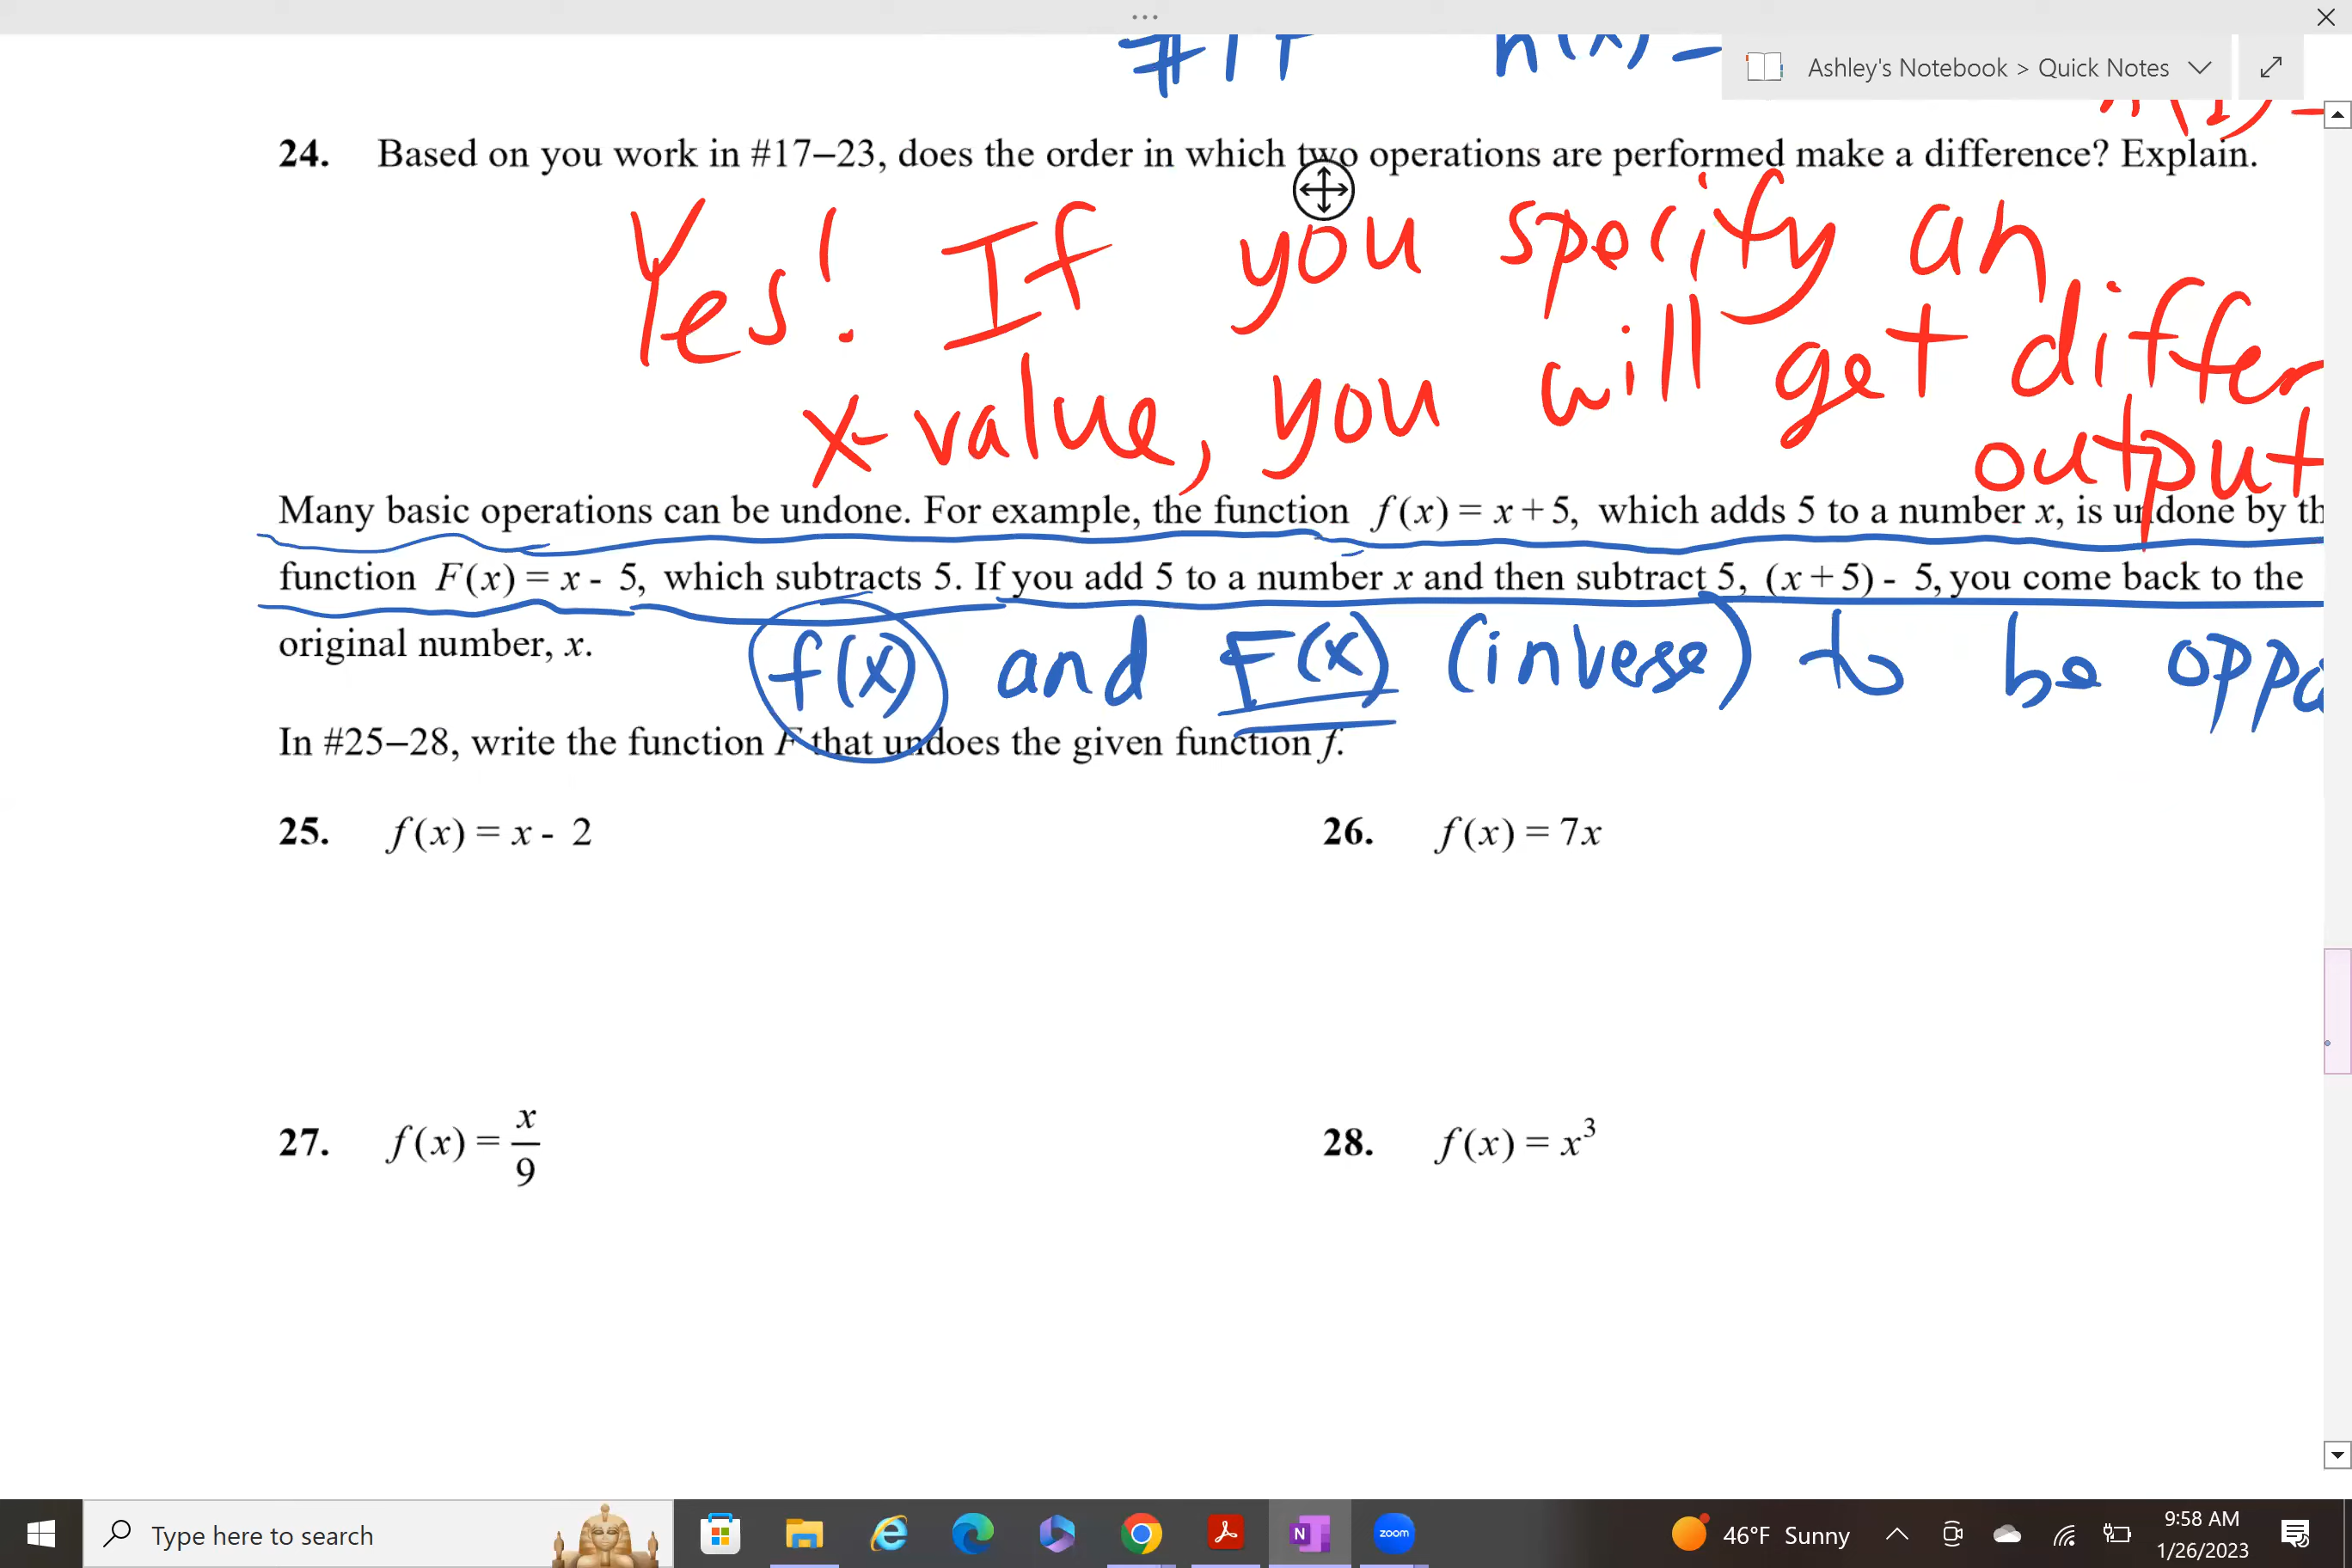 Ashley's Notebook > Quick Notes
24. Based on you work in #17–23, does the order in which two operations are performed make a difference? Explain.
Yes! If you specify an
x-value, you will get differ
output
Many basic operations can be undone. For example, the function f(x) = x + 5, which adds 5 to a number x, is undone by th
function F(x) = x - 5, which subtracts 5. If you add 5 to a number x and then subtract 5, (x + 5) - 5, you come back to the
original number, x.
f(x) and F(x) (inverse) to be oppo
In #25–28, write the function F that undoes the given function f.
25. f(x) = x - 2
26. f(x) = 7x
27. f(x) = x/9
28. f(x) = x³
Type here to search
zoom
46°F Sunny
9:58 AM
1/26/2023